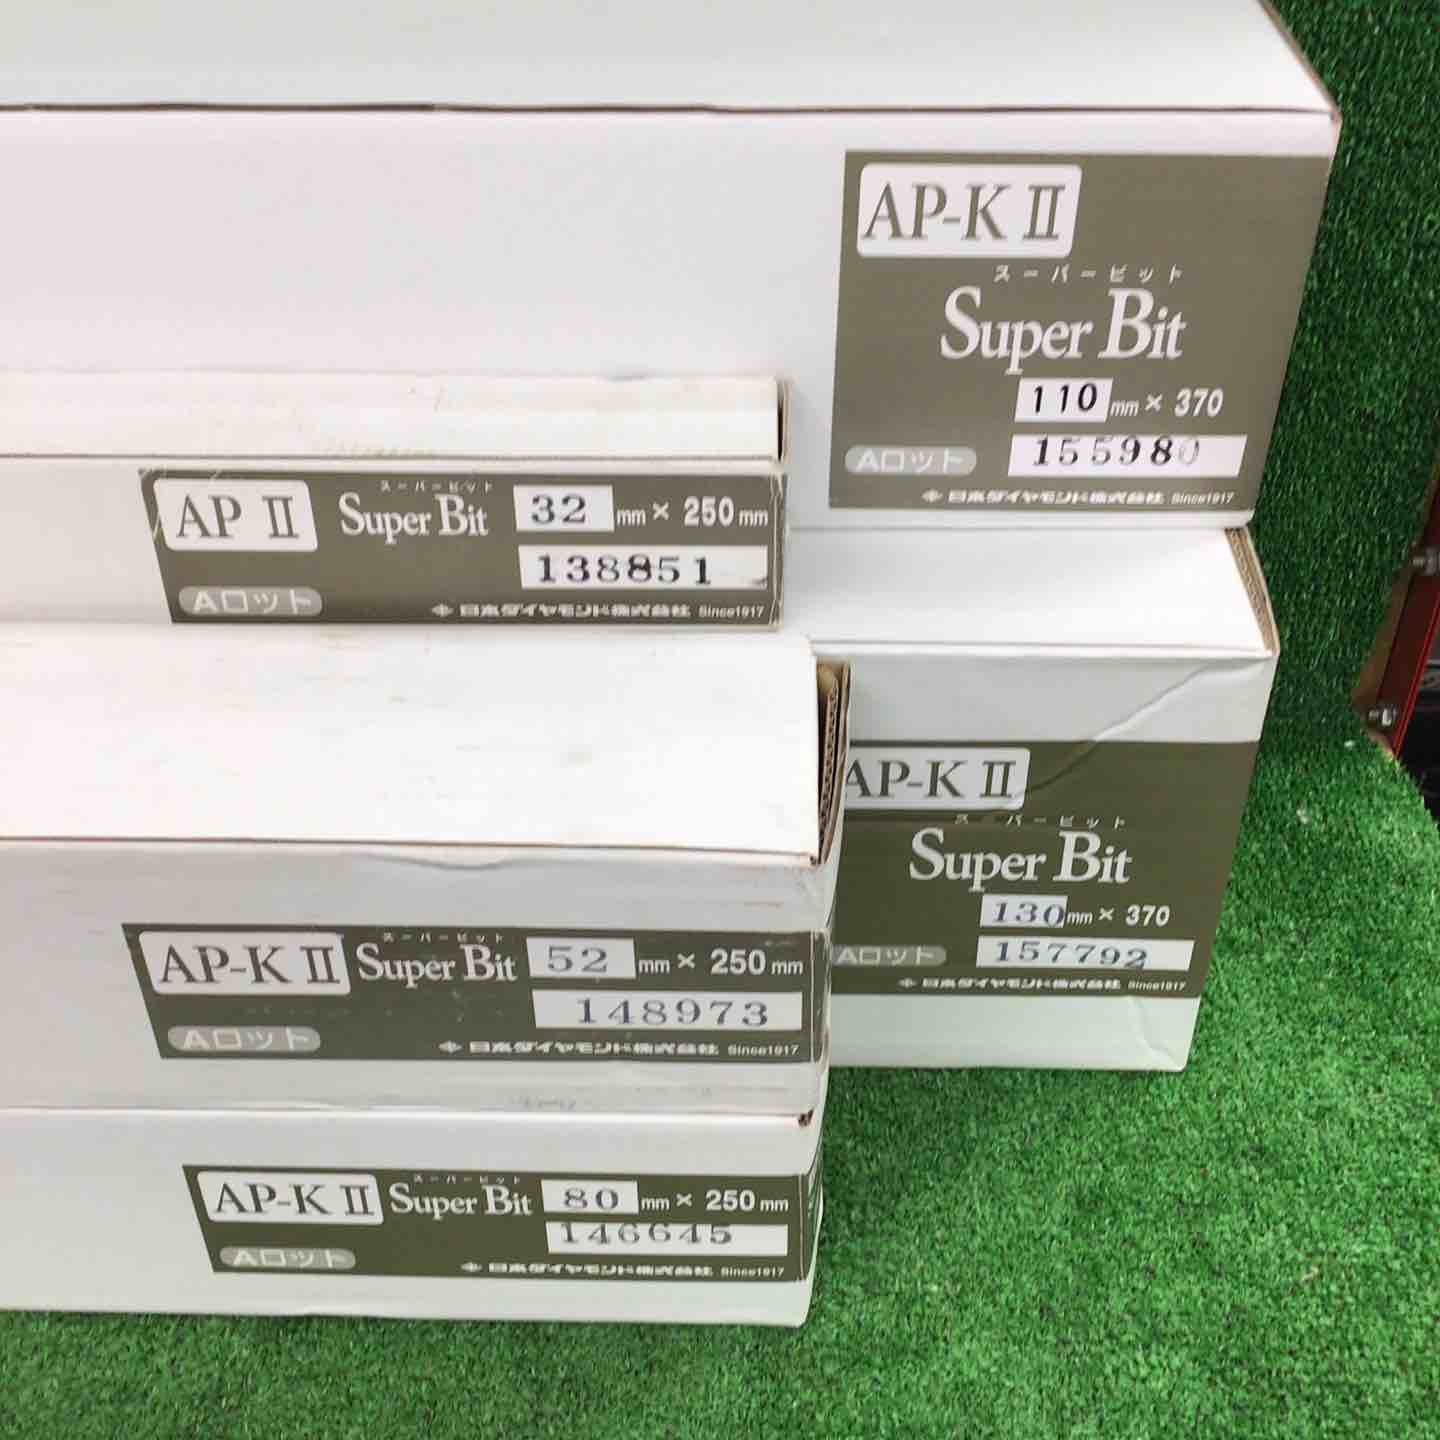 AP-K II
スーパービット
Super Bit
110 mm × 370
155980
Aロット
日本ダイヤモンド株式会社 Since1917
AP II
スーパービット
Super Bit 32 mm × 250 mm
138851
Aロット
日本ダイヤモンド株式会社 Since1917
AP-K II
スーパービット
Super Bit
130 mm × 370
157792
Aロット
日本ダイヤモンド株式会社 Since1917
AP-K II
スーパービット
Super Bit 52 mm × 250 mm
148973
Aロット
日本ダイヤモンド株式会社 Since1917
AP-K II
スーパービット
Super Bit 80 mm × 250 mm
146645
Aロット
日本ダイヤモンド株式会社 Since1917